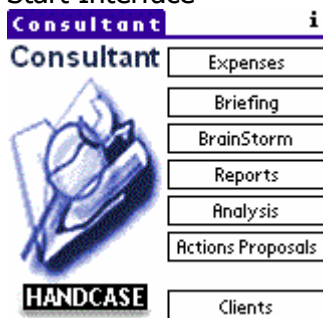 Start Interface
Consultant i
Consultant
Expenses
Briefing
BrainStorm
Reports
Analysis
Actions Proposals
HANDCASE
Clients